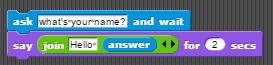 ask what's your name? and wait
say join Hello answer for 2 secs